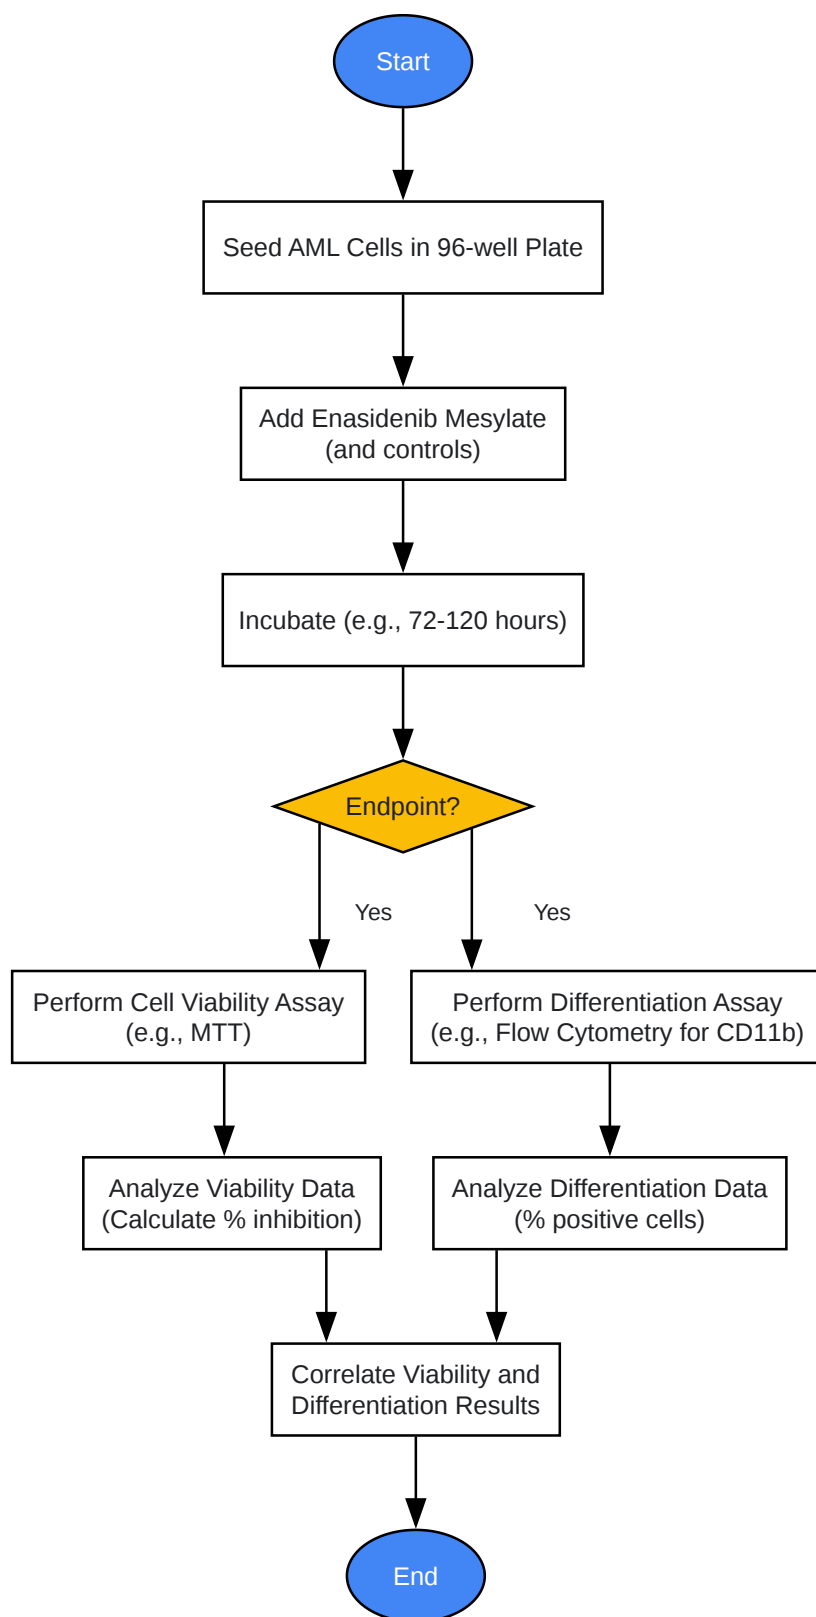 Start
Seed AML Cells in 96-well Plate
Add Enasidenib Mesylate
(and controls)
Incubate (e.g., 72-120 hours)
Endpoint?
Yes
Yes
Perform Cell Viability Assay
(e.g., MTT)
Perform Differentiation Assay
(e.g., Flow Cytometry for CD11b)
Analyze Viability Data
(Calculate % inhibition)
Analyze Differentiation Data
(% positive cells)
Correlate Viability and
Differentiation Results
End